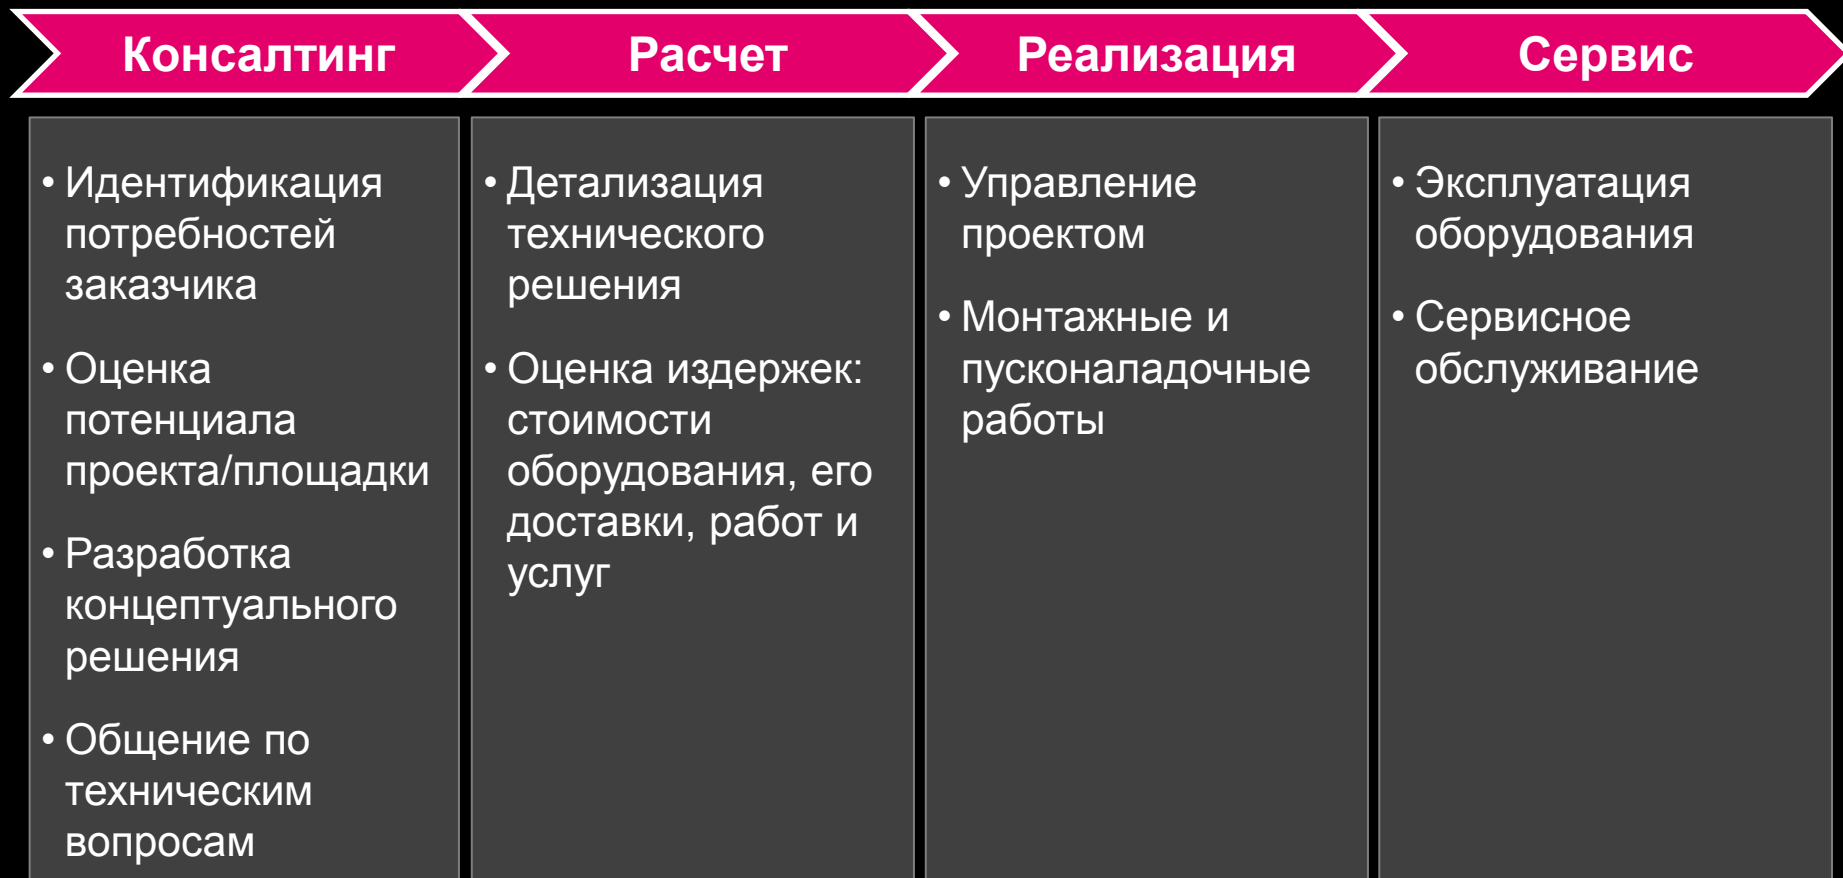 Консалтинг
Расчет
Реализация
Сервис
• Идентификация
потребностей
заказчика
• Оценка
потенциала
проекта/площадки
• Разработка
концептуального
решения
• Общение по
техническим
вопросам
• Детализация
технического
решения
• Оценка издержек:
стоимости
оборудования, его
доставки, работ и
услуг
• Управление
проектом
• Монтажные и
пусконаладочные
работы
• Эксплуатация
оборудования
• Сервисное
обслуживание